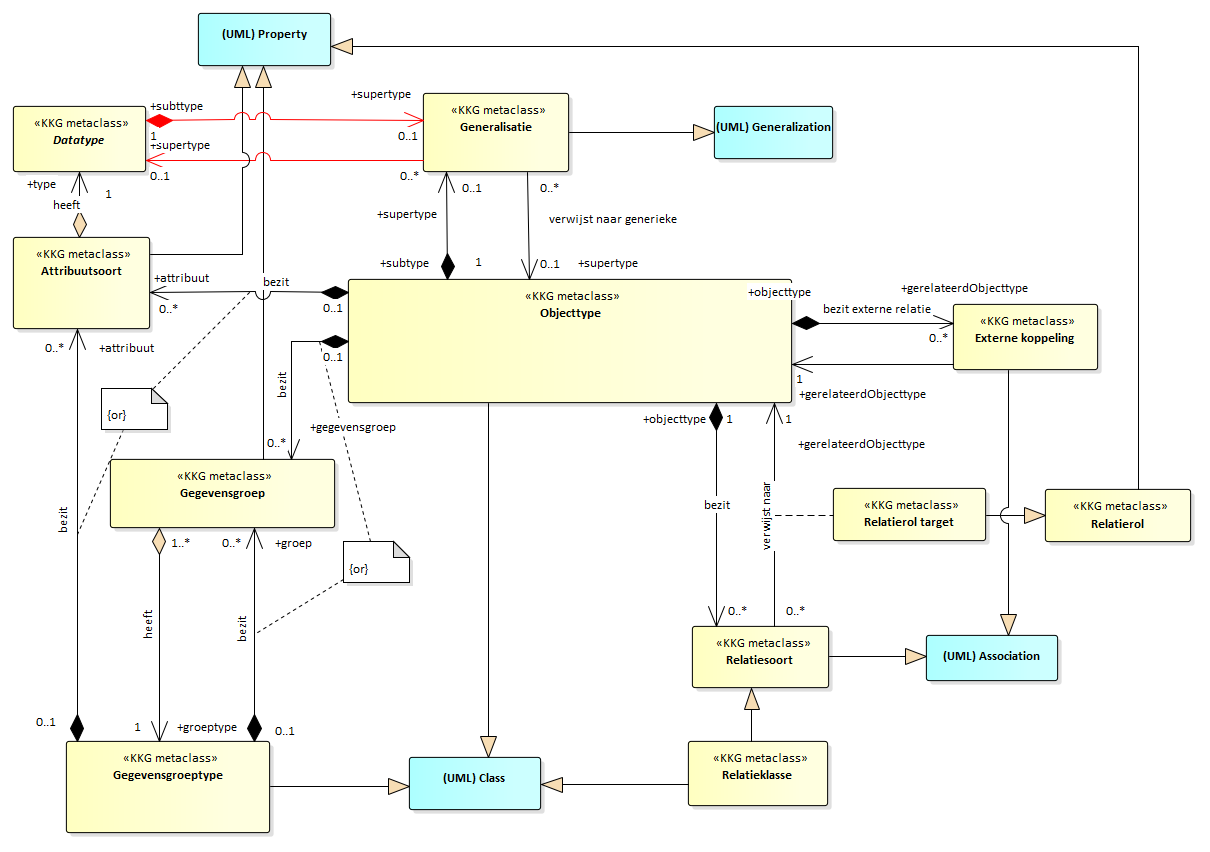 (UML) Property
+subttype
+supertype
«KKG metaclass»
Datatype
«KKG metaclass»
Generalisatie
(UML) Generalization
1
0..1
+supertype
0..1
0..*
+type
1
heeft
0..1
0..*
+supertype
verwijst naar generieke
«KKG metaclass»
Attribuutsoort
+subtype
1
0..1
+supertype
+attribuut
bezit
0..*
0..1
«KKG metaclass»
Objecttype
+objecttype
+gerelateerdObjecttype
bezit externe relatie
0..*
«KKG metaclass»
Externe koppeling
0..*
+attribuut
0..1
bezit
1
+gerelateerdObjecttype
{or}
+gegevensgroep
0..*
+objecttype
1
1
+gerelateerdObjecttype
«KKG metaclass»
Gegevensgroep
bezit
verwijst naar
«KKG metaclass»
Relatierol target
«KKG metaclass»
Relatierol
bezit
1..*
0..*
+groep
{or}
heeft
bezit
0..*
0..*
«KKG metaclass»
Relatiesoort
(UML) Association
0..1
1
+groeptype
0..1
«KKG metaclass»
Gegevensgroeptype
(UML) Class
«KKG metaclass»
Relatieklasse